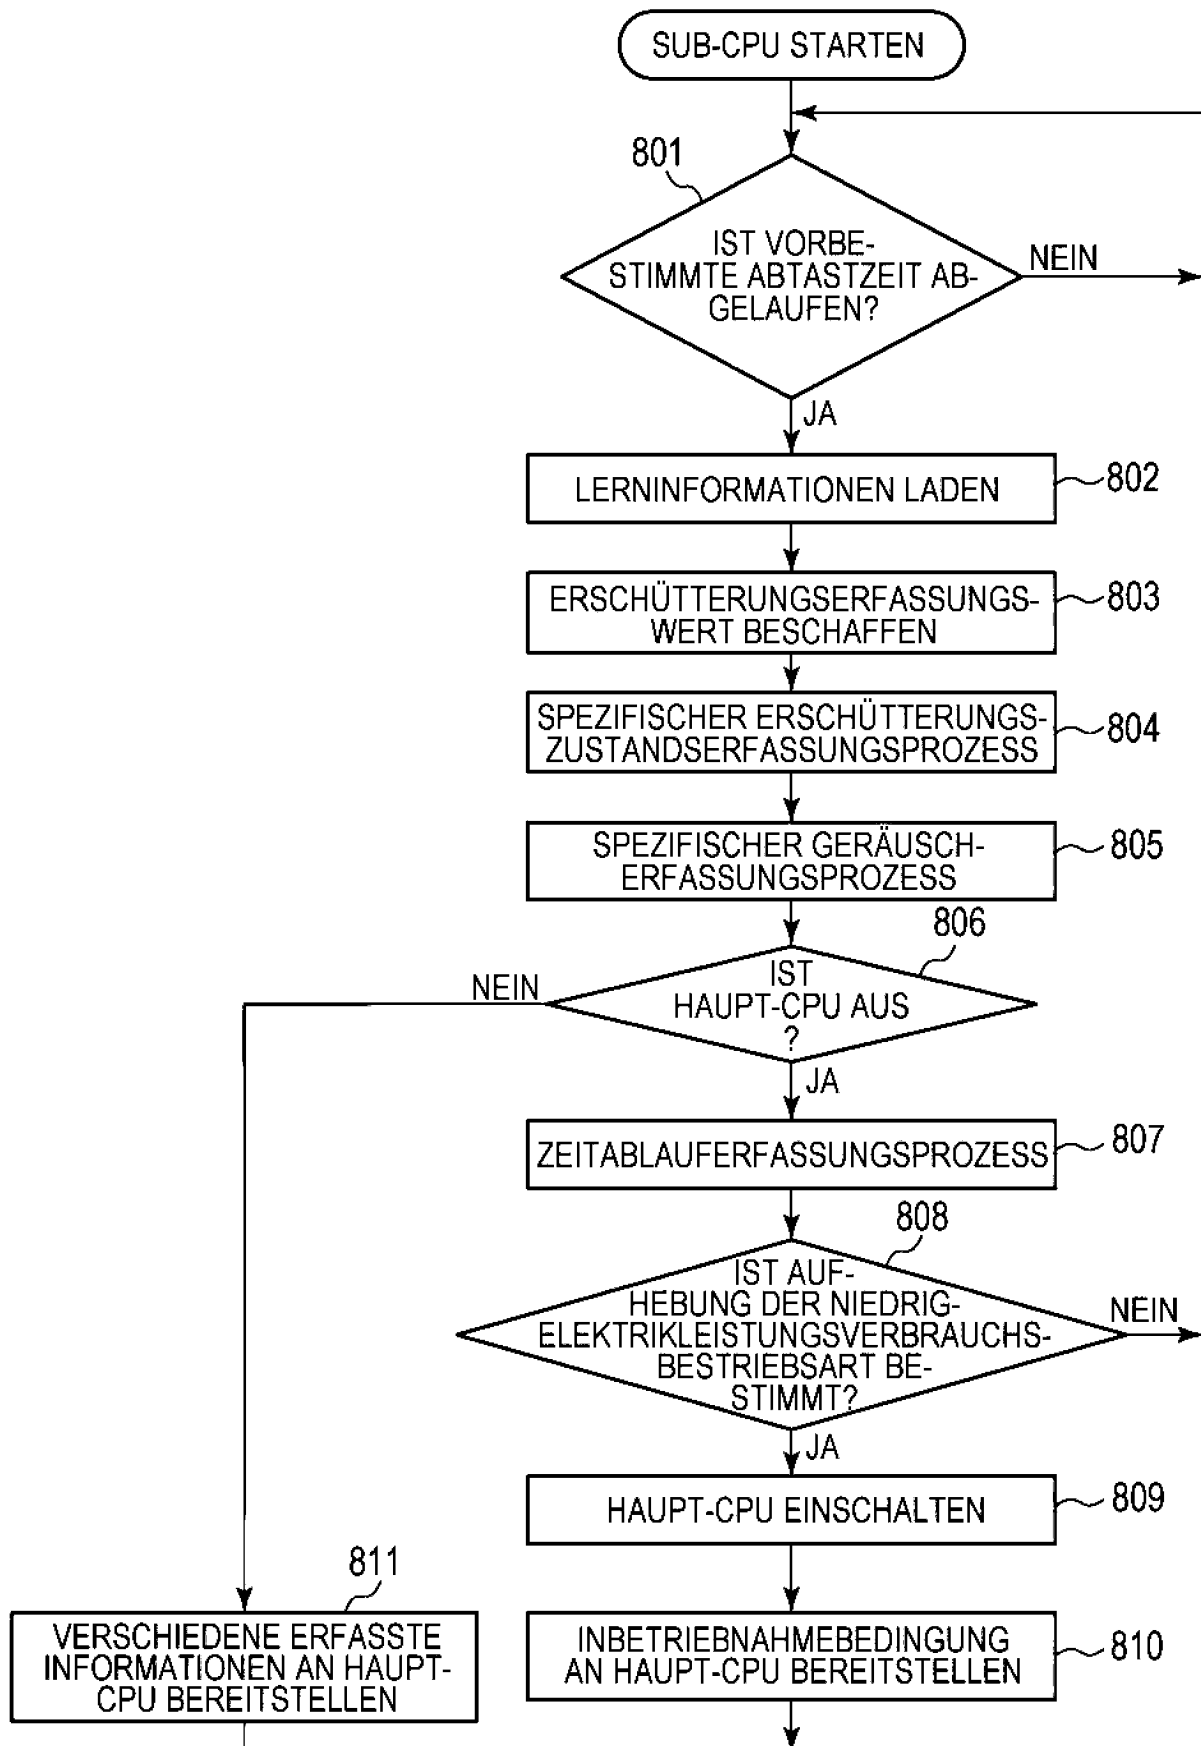 SUB-CPU STARTEN
801
IST VORBE-
STIMMTE ABTASTZEIT AB-
GELAUFEN?
NEIN
JA
LERNINFORMATIONEN LADEN
802
ERSCHÜTTERUNGSERFASSUNGS-
WERT BESCHAFFEN
803
SPEZIFISCHER ERSCHÜTTERUNGS-
ZUSTANDSERFASSUNGSPROZESS
804
SPEZIFISCHER GERÄUSCH-
ERFASSUNGSPROZESS
805
806
IST
HAUPT-CPU AUS
?
NEIN
JA
ZEITABLAUFERFASSUNGSPROZESS
807
808
IST AUF-
HEBUNG DER NIEDRIG-
ELEKTRIKLEISTUNGSVERBRAUCHS-
BESTRIEBSART BE-
STIMMT?
NEIN
JA
HAUPT-CPU EINSCHALTEN
809
811
VERSCHIEDENE ERFASSTE
INFORMATIONEN AN HAUPT-
CPU BEREITSTELLEN
INBETRIEBNAHMEBEDINGUNG
AN HAUPT-CPU BEREITSTELLEN
810